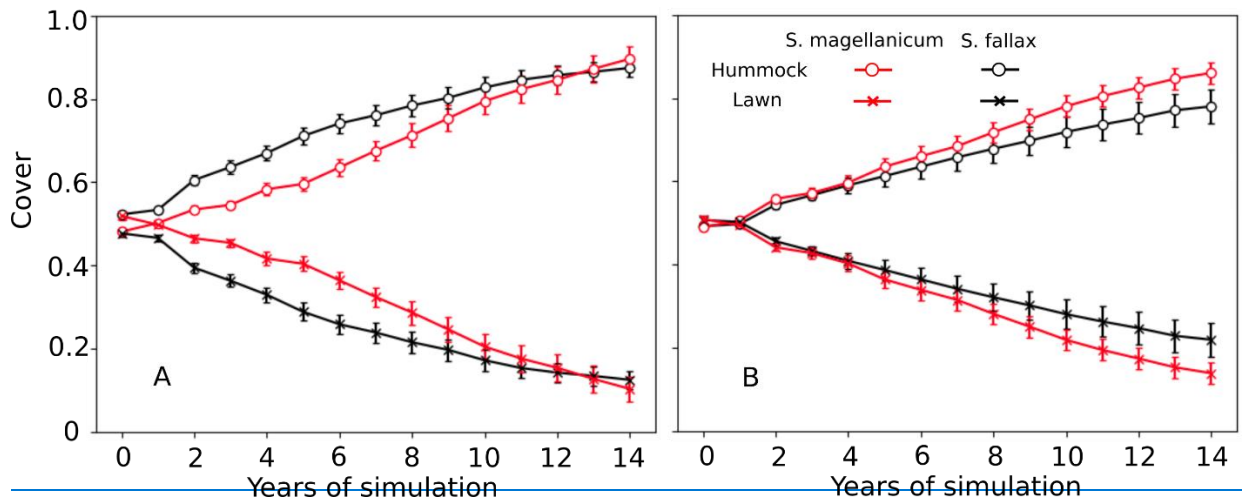 1.0
0.8
0.6
0.4
0.2
0
Cover
A
0 2 4 6 8 10 12 14
Years of simulation
S. magellanicum S. fallax
Hummock
Lawn
B
0 2 4 6 8 10 12 14
Years of simulation